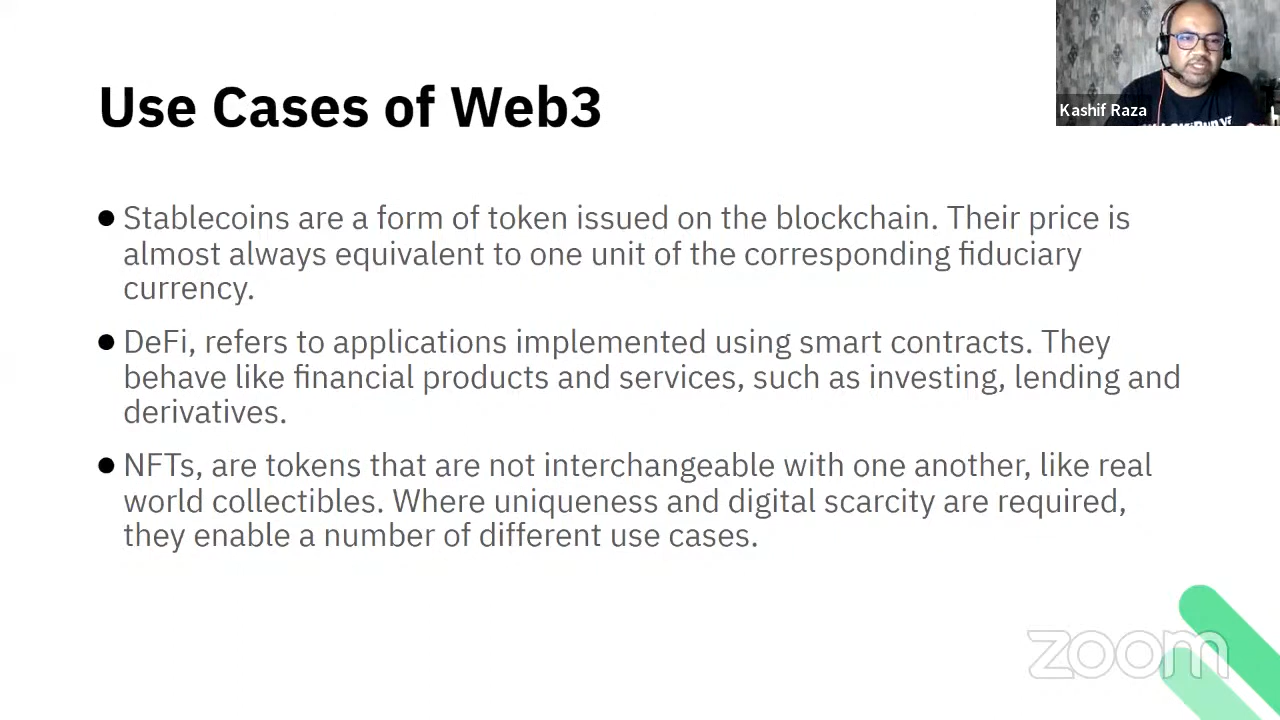 Use Cases of Web3
Kashif Raza
● Stablecoins are a form of token issued on the blockchain. Their price is
almost always equivalent to one unit of the corresponding fiduciary
currency.
● DeFi, refers to applications implemented using smart contracts. They
behave like financial products and services, such as investing, lending and
derivatives.
● NFTs, are tokens that are not interchangeable with one another, like real
world collectibles. Where uniqueness and digital scarcity are required,
they enable a number of different use cases.
zoom